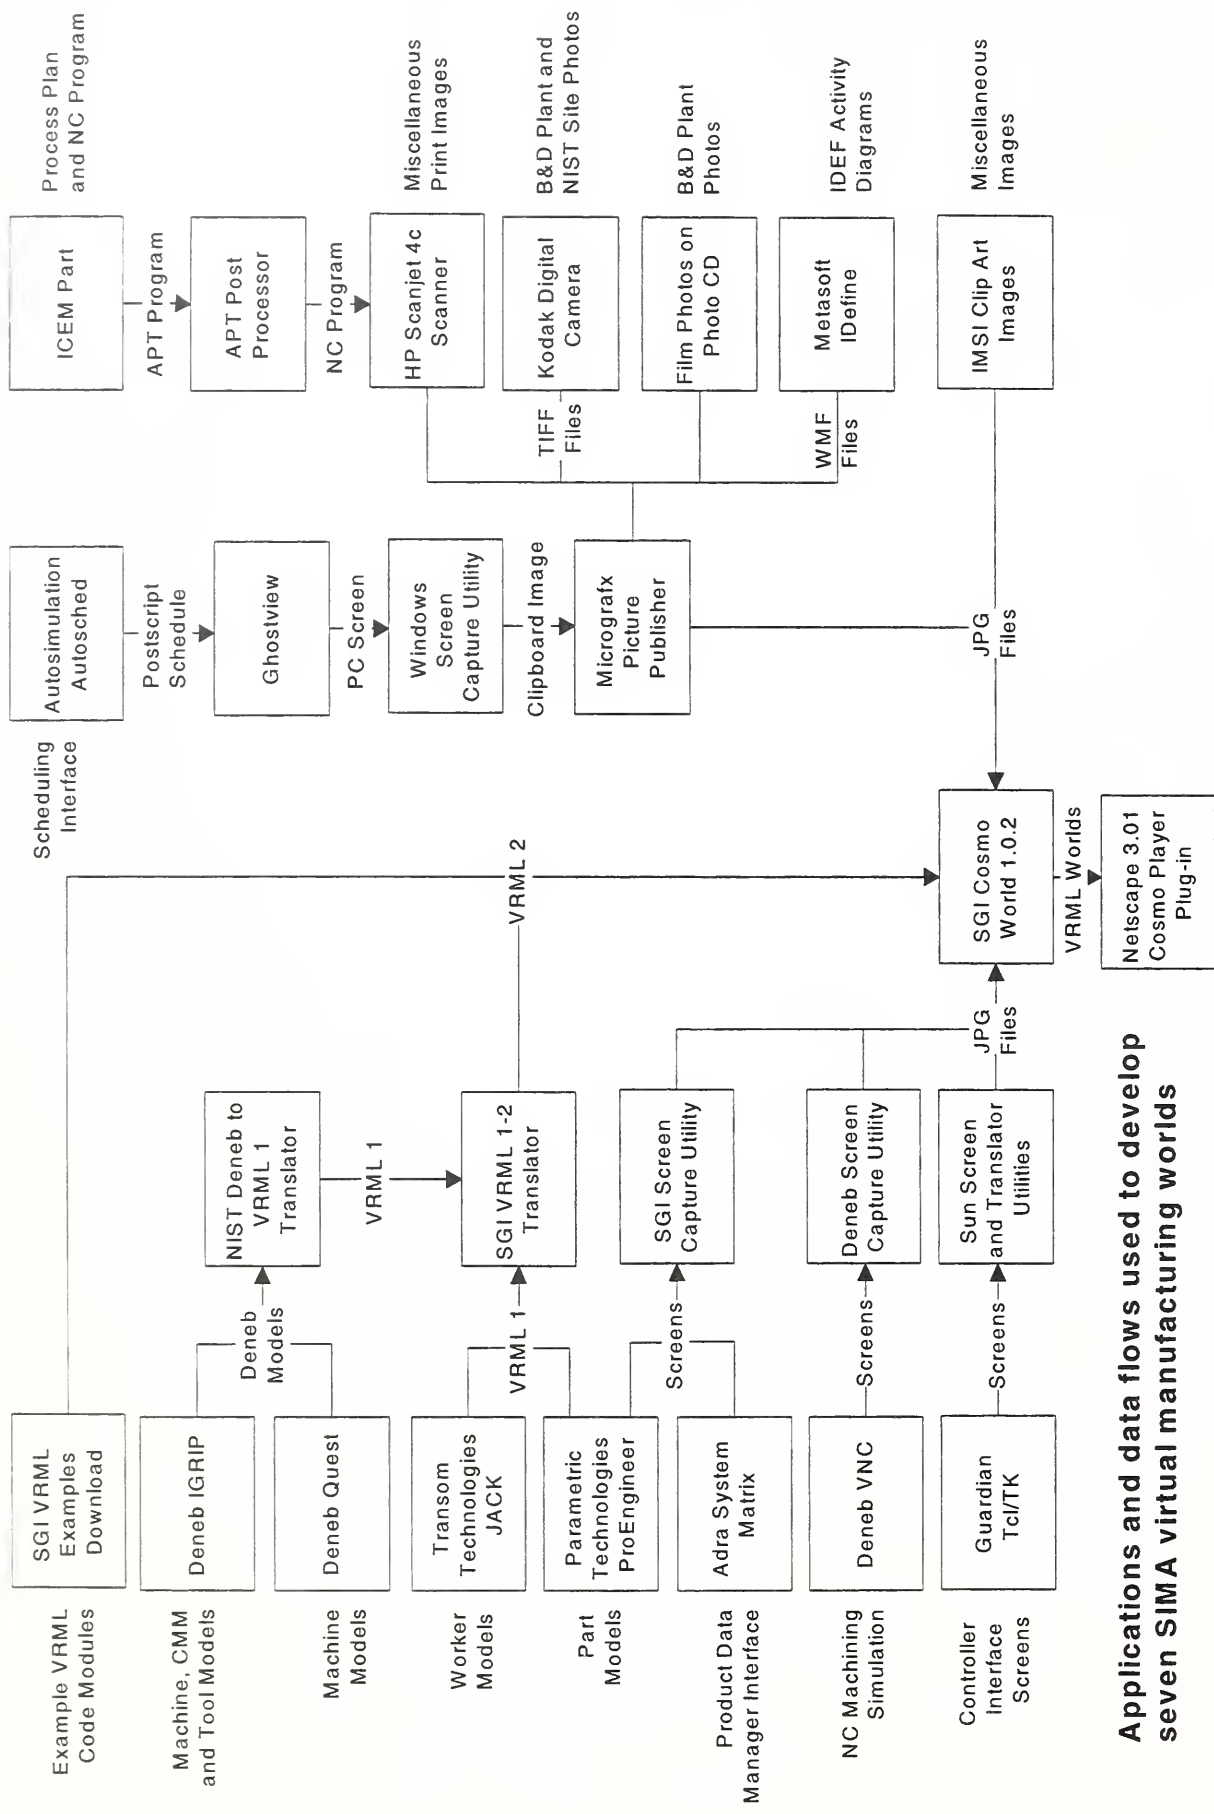 Example VRML
Code Modules
SGI VRML
Examples
Download
Machine, CMM
and Tool Models
Deneb IGRIP
Machine
Models
Deneb Quest
Deneb
Models
NIST Deneb to
VRML 1
Translator
VRML 1
Worker
Models
Transom
Technologies
JACK
Part
Models
Parametric
Technologies
ProEngineer
VRML 1
SGI VRML 1-2
Translator
VRML 2
Product Data
Manager Interface
Adra System
Matrix
Screens
SGI Screen
Capture Utility
NC Machining
Simulation
Deneb VNC
Screens
Deneb Screen
Capture Utility
Controller
Interface
Screens
Guardian
Tcl/TK
Screens
Sun Screen
and Translator
Utilities
JPG
Files
SGI Cosmo
World 1.0.2
VRML Worlds
Netscape 3.01
Cosmo Player
Plug-in
Scheduling
Interface
Autosimulation
Autosched
Postscript
Schedule
Ghostview
PC Screen
Windows
Screen
Capture Utility
Clipboard Image
Micrografx
Picture
Publisher
JPG
Files
ICEM Part
Process Plan
and NC Program
APT Program
APT Post
Processor
NC Program
HP Scanjet 4c
Scanner
Miscellaneous
Print Images
TIFF
Files
Kodak Digital
Camera
B&D Plant and
NIST Site Photos
Film Photos on
Photo CD
B&D Plant
Photos
WMF
Files
Metasoft
IDefine
IDEF Activity
Diagrams
IMSI Clip Art
Images
Miscellaneous
Images
Applications and data flows used to develop
seven SIMA virtual manufacturing worlds